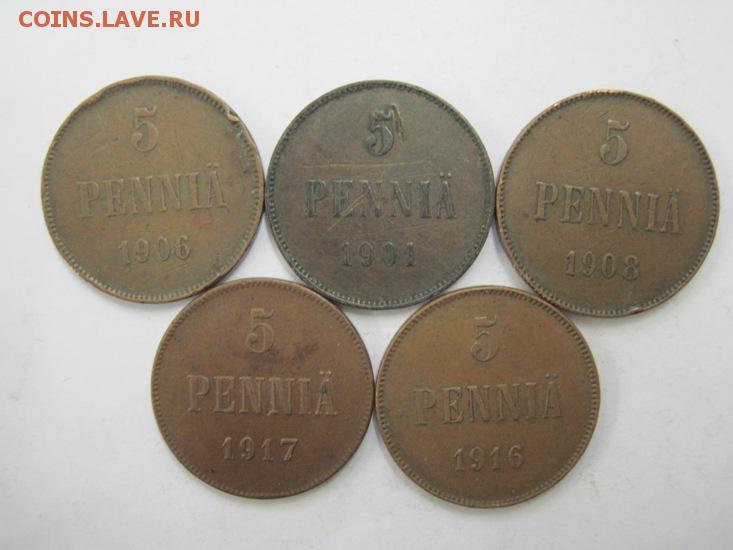 COINS.LAVE.RU
5
PENNIÄ
1906
5
PENNIÄ
1901
5
PENNIÄ
1908
5
PENNIÄ
1917
5
PENNIÄ
1916